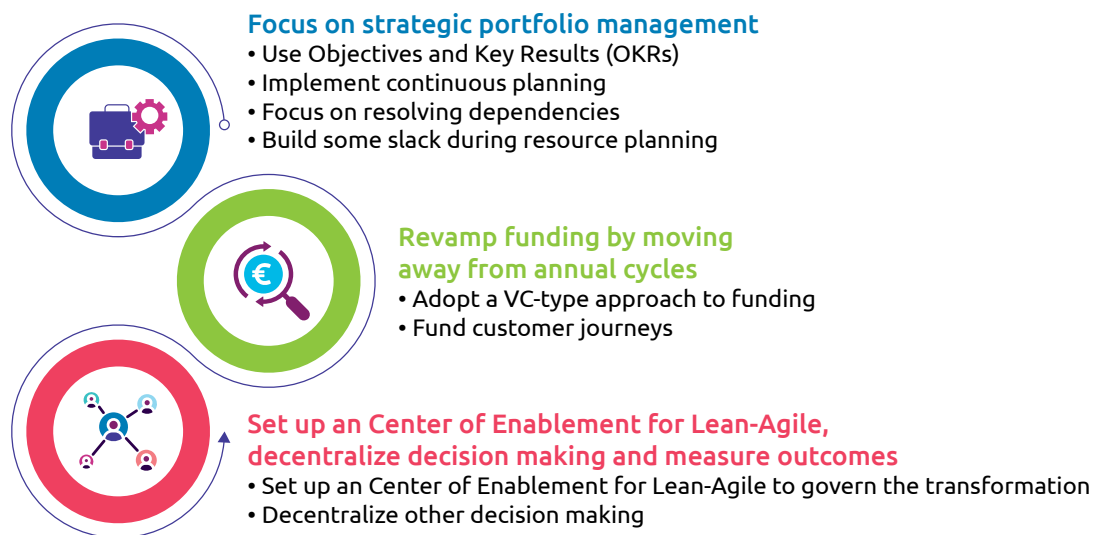 Focus on strategic portfolio management
• Use Objectives and Key Results (OKRs)
• Implement continuous planning
• Focus on resolving dependencies
• Build some slack during resource planning
€
Revamp funding by moving
away from annual cycles
• Adopt a VC-type approach to funding
• Fund customer journeys
Set up an Center of Enablement for Lean-Agile,
decentralize decision making and measure outcomes
• Set up an Center of Enablement for Lean-Agile to govern the transformation
• Decentralize other decision making